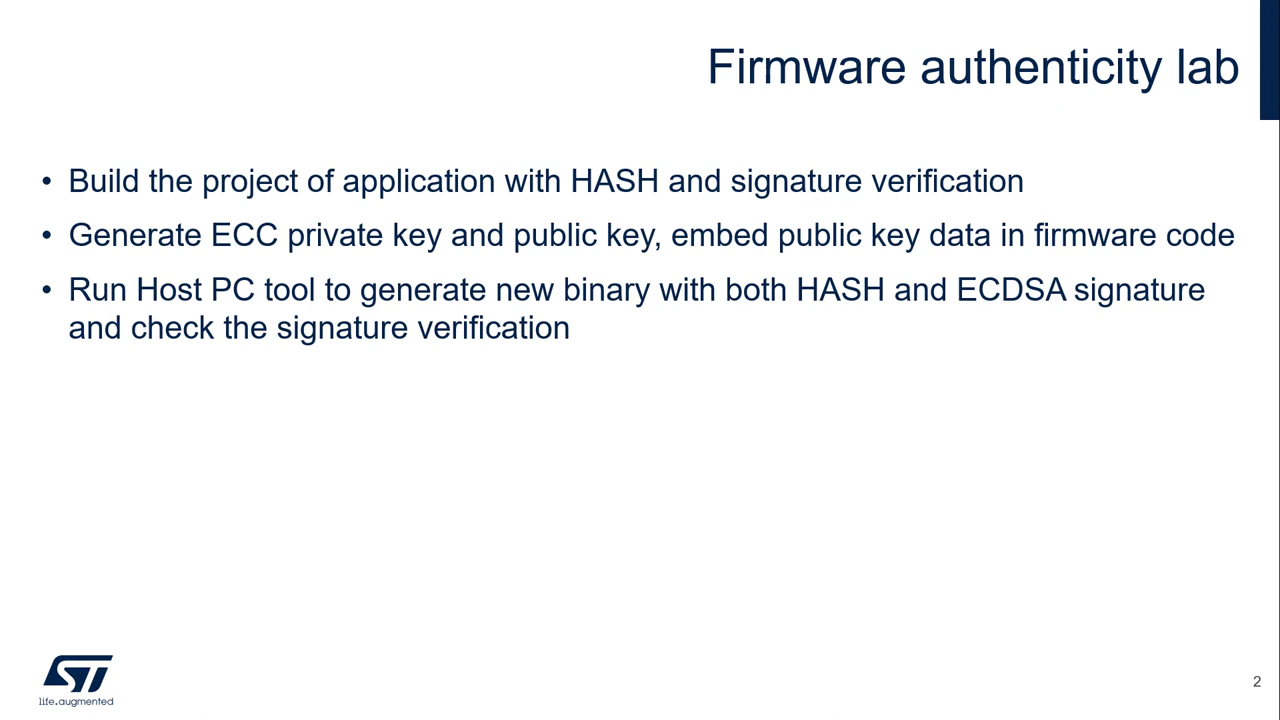 Firmware authenticity lab
• Build the project of application with HASH and signature verification
• Generate ECC private key and public key, embed public key data in firmware code
• Run Host PC tool to generate new binary with both HASH and ECDSA signature
and check the signature verification
ST
life.augmented
2